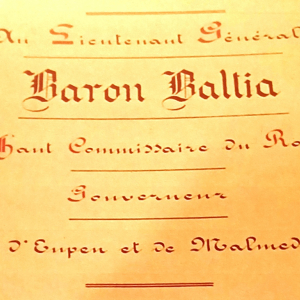 Au Lieutenant Général
Baron Baltia
Haut Commissaire du Ro
Gouverneur
d'Eupen et de Malmed